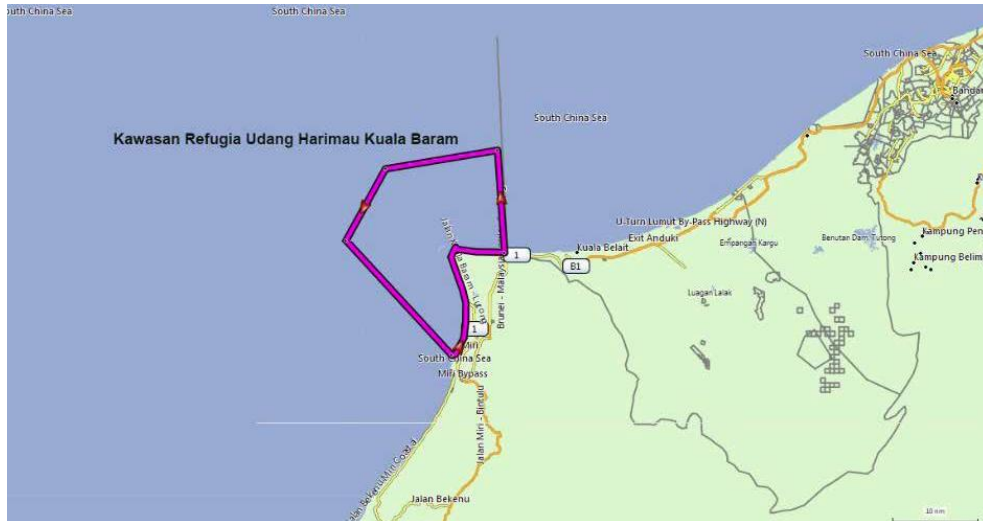 outh China Sea
South China Sea
South China Sea
Bandar
South China Sea
Kawasan Refugia Udang Harimau Kuala Baram
U-Turn Lumut By-Pass Highway (N)
Exit Anduki
Kuala Belait
Empangan Kargu
Benutan Dam, Tutong
Kampung Pen
Kampung Belim
1
B1
Luagan Lalak
Brunei - Malaysia
1
Miri
South China Sea
Miri Bypass
Jalan Miri - Bintulu
Jalan Bekenu
10 nm